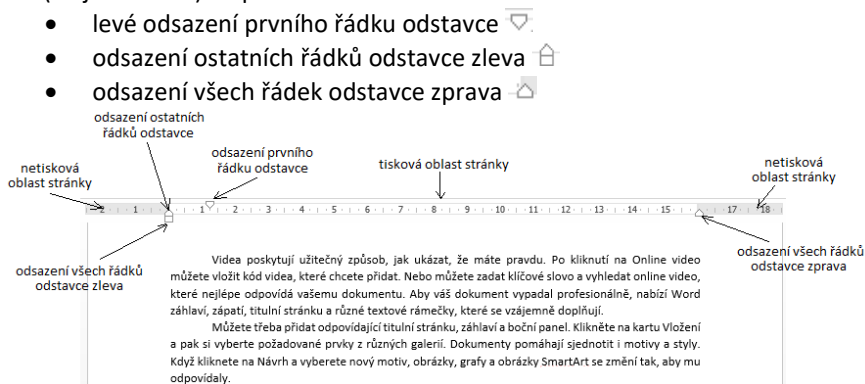 • levé odsazení prvního řádku odstavce
• odsazení ostatních řádků odstavce zleva
• odsazení všech řádek odstavce zprava
odsazení ostatních
řádků odstavce
odsazení prvního
řádku odstavce
tisková oblast stránky
netisková
oblast stránky
netisková
oblast stránky
2 1 1 2 3 4 5 6 7 8 9 10 11 12 13 14 15 17 18
odsazení všech řádků
odstavce zleva
odsazení všech řádků
odstavce zprava
Videa poskytují užitečný způsob, jak ukázat, že máte pravdu. Po kliknutí na Online video
můžete vložit kód videa, které chcete přidat. Nebo můžete zadat klíčové slovo a vyhledat online video,
které nejlépe odpovídá vašemu dokumentu. Aby váš dokument vypadal profesionálně, nabízí Word
záhlaví, zápatí, titulní stránku a různé textové rámečky, které se vzájemně doplňují.
Můžete třeba přidat odpovídající titulní stránku, záhlaví a boční panel. Klikněte na kartu Vložení
a pak si vyberte požadované prvky z různých galerií. Dokumenty pomáhají sjednotit i motivy a styly.
Když kliknete na Návrh a vyberete nový motiv, obrázky, grafy a obrázky SmartArt se změní tak, aby mu
odpovídaly.